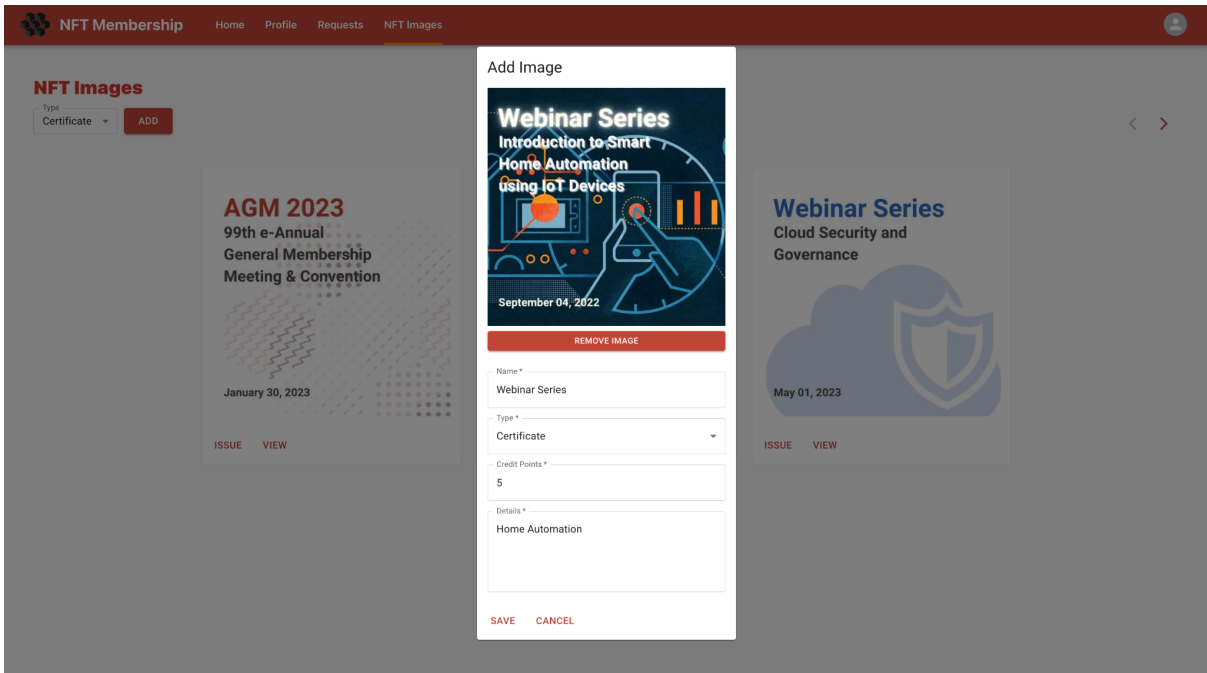 NFT Membership
Home Profile Requests NFT Images
NFT Images
Type
Certificate
ADD
AGM 2023
99th e-Annual
General Membership
Meeting & Convention
January 30, 2023
ISSUE VIEW
Add Image
Webinar Series
Introduction to Smart
Home Automation
using IoT Devices
September 04, 2022
REMOVE IMAGE
Name *
Webinar Series
Type *
Certificate
Credit Points *
5
Details *
Home Automation
SAVE CANCEL
Webinar Series
Cloud Security and
Governance
May 01, 2023
ISSUE VIEW